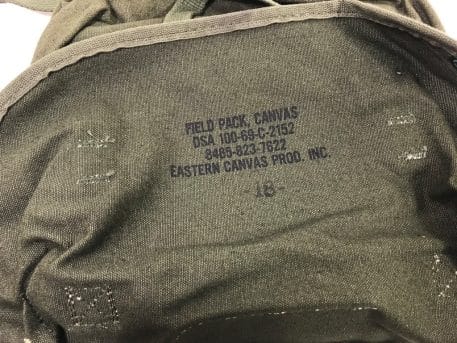 FIELD PACK, CANVAS
DSA 100-69-C-2152
8465-823-7622
EASTERN CANVAS PROD. INC.
-18-